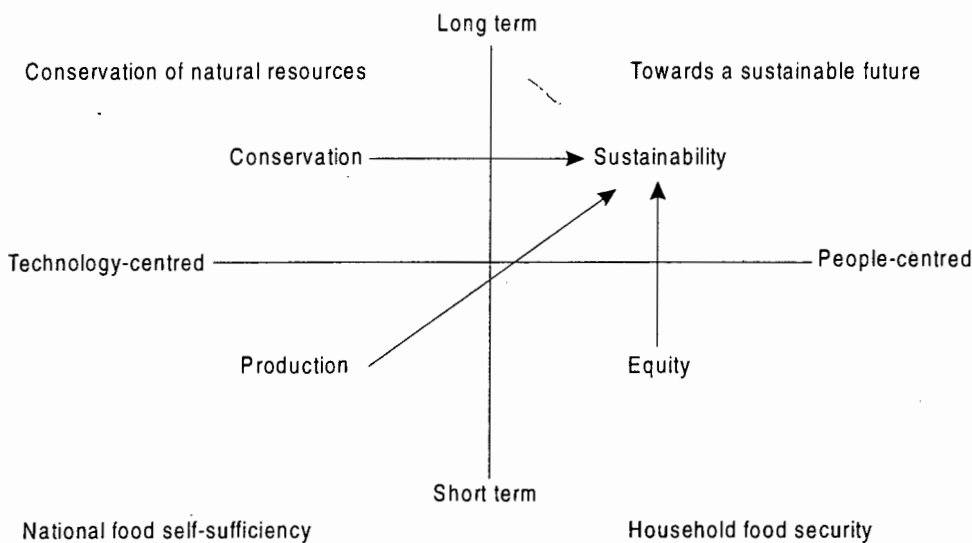 Long term
Conservation of natural resources
Towards a sustainable future
Conservation
Sustainability
Technology-centred
People-centred
Production
Equity
Short term
National food self-sufficiency
Household food security